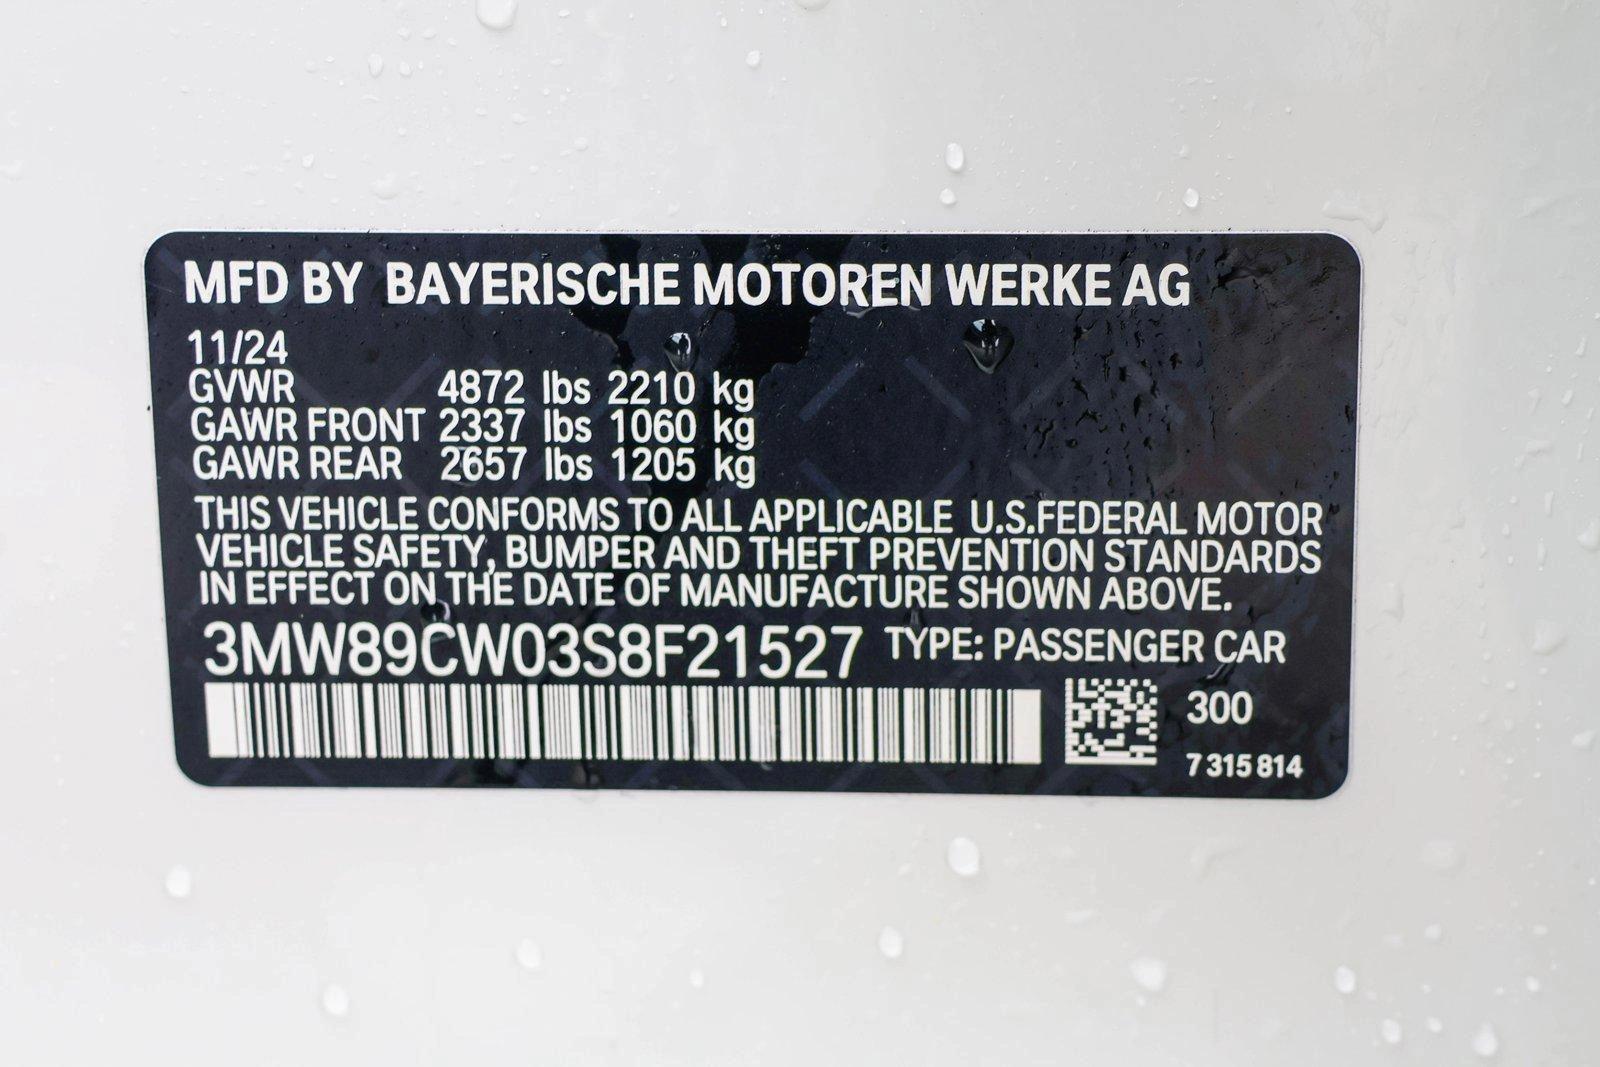 MFD BY BAYERISCHE MOTOREN WERKE AG
11/24
GVWR 4872 lbs 2210 kg
GAWR FRONT 2337 lbs 1060 kg
GAWR REAR 2657 lbs 1205 kg
THIS VEHICLE CONFORMS TO ALL APPLICABLE U.S.FEDERAL MOTOR
VEHICLE SAFETY, BUMPER AND THEFT PREVENTION STANDARDS
IN EFFECT ON THE DATE OF MANUFACTURE SHOWN ABOVE.
3MW89CW03S8F21527 TYPE: PASSENGER CAR
300
7 315 814